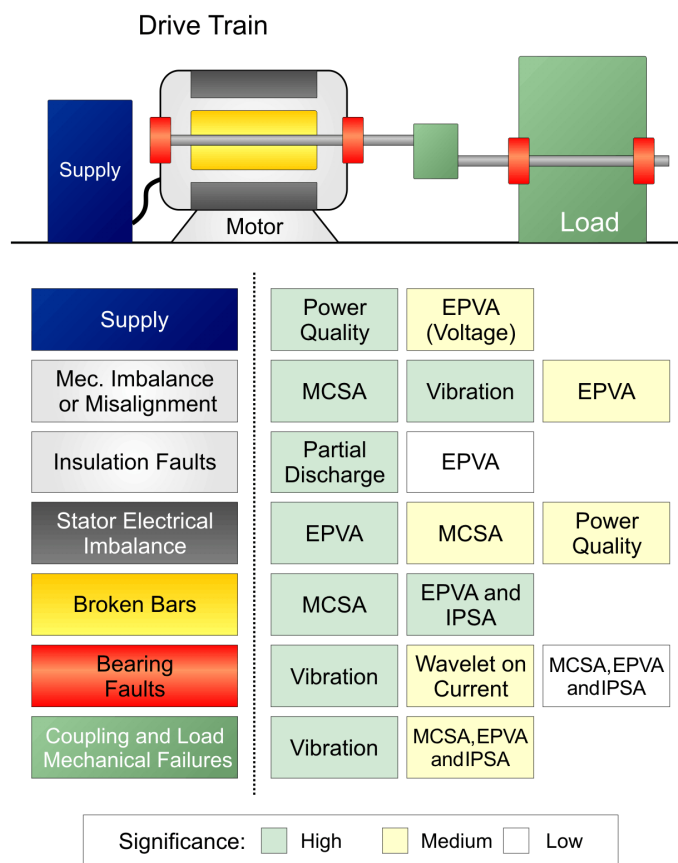 Drive Train
Supply
Motor
Load
Supply
Power
Quality
EPVA
(Voltage)
Mec. Imbalance
or Misalignment
MCSA
Vibration
EPVA
Insulation Faults
Partial
Discharge
EPVA
Stator Electrical
Imbalance
EPVA
MCSA
Power
Quality
Broken Bars
MCSA
EPVA and
IPSA
Bearing
Faults
Vibration
Wavelet on
Current
MCSA,EPVA
andIPSA
Coupling and Load
Mechanical Failures
Vibration
MCSA,EPVA
andIPSA
Significance: High Medium Low